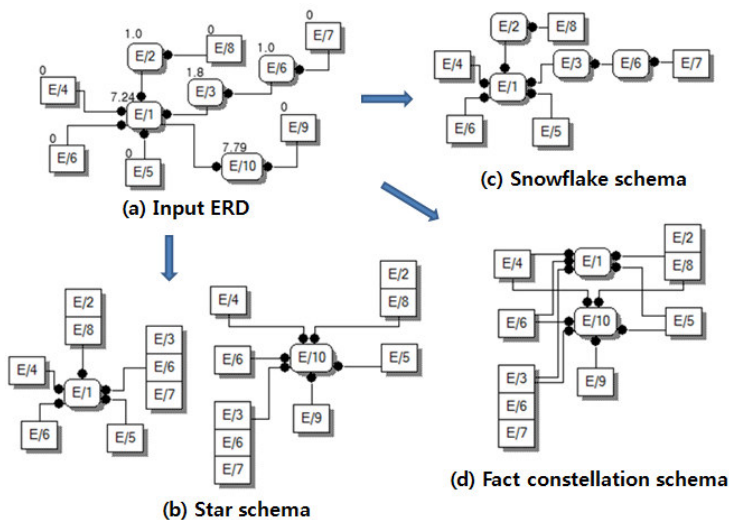 0
E/7
1.0
E/2
0
E/8
1.0
E/6
0
E/4
1.8
E/3
7.24
E/1
0
E/9
0
E/6
0
E/5
7.79
E/10
(a) Input ERD
E/2
E/8
E/4
E/3
E/6
E/7
E/1
E/6
E/5
(c) Snowflake schema
E/2
E/8
E/3
E/6
E/7
E/4
E/1
E/6
E/5
E/4
E/2
E/8
E/6
E/10
E/5
E/3
E/6
E/7
E/9
(b) Star schema
E/4
E/1
E/2
E/8
E/6
E/10
E/5
E/3
E/6
E/7
E/9
(d) Fact constellation schema